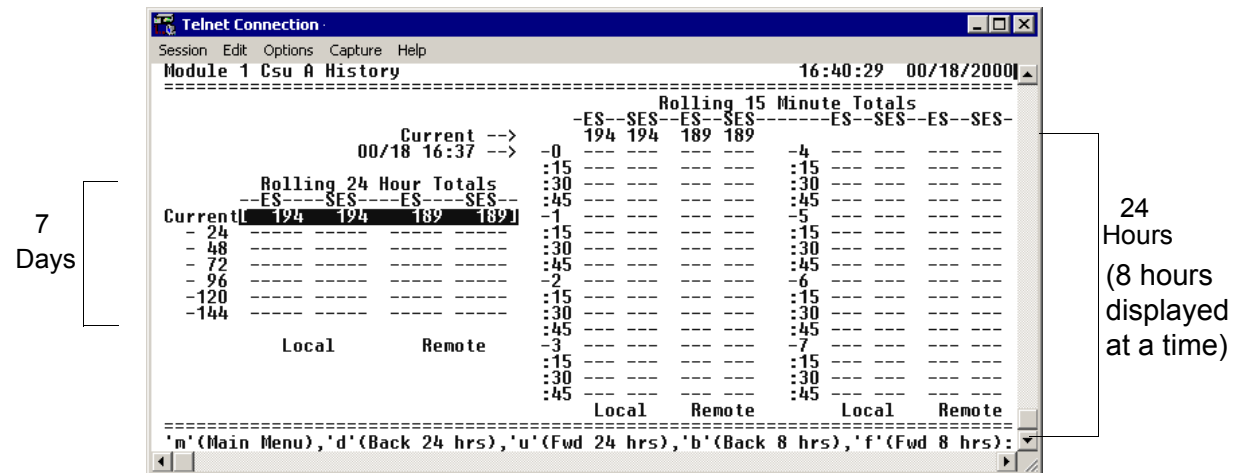 Telnet Connection
Session Edit Options Capture Help
Module 1 Csu A History 16:40:29 00/18/2000
================================================================================
Rolling 15 Minute Totals
-ES--SES--ES--SES-------ES--SES--ES--SES-
Current --> 194 194 189 189
00/18 16:37 --> -0 --- --- --- --- -4 --- --- --- ---
:15 --- --- --- --- :15 --- --- --- ---
Rolling 24 Hour Totals :30 --- --- --- --- :30 --- --- --- ---
--ES----SES----ES----SES-- :45 --- --- --- --- :45 --- --- --- ---
Current[ 194 194 189 189] -1 --- --- --- --- -5 --- --- --- ---
- 24 ----- ----- ----- ----- :15 --- --- --- --- :15 --- --- --- ---
- 48 ----- ----- ----- ----- :30 --- --- --- --- :30 --- --- --- ---
- 72 ----- ----- ----- ----- :45 --- --- --- --- :45 --- --- --- ---
- 96 ----- ----- ----- ----- -2 --- --- --- --- -6 --- --- --- ---
-120 ----- ----- ----- ----- :15 --- --- --- --- :15 --- --- --- ---
-144 ----- ----- ----- ----- :30 --- --- --- --- :30 --- --- --- ---
:45 --- --- --- --- :45 --- --- --- ---
Local Remote -3 --- --- --- --- -7 --- --- --- ---
:15 --- --- --- --- :15 --- --- --- ---
:30 --- --- --- --- :30 --- --- --- ---
:45 --- --- --- --- :45 --- --- --- ---
Local Remote Local Remote
================================================================================
'm'(Main Menu),'d'(Back 24 hrs),'u'(Fwd 24 hrs),'b'(Back 8 hrs),'f'(Fwd 8 hrs):
7
Days
24
Hours
(8 hours
displayed
at a time)